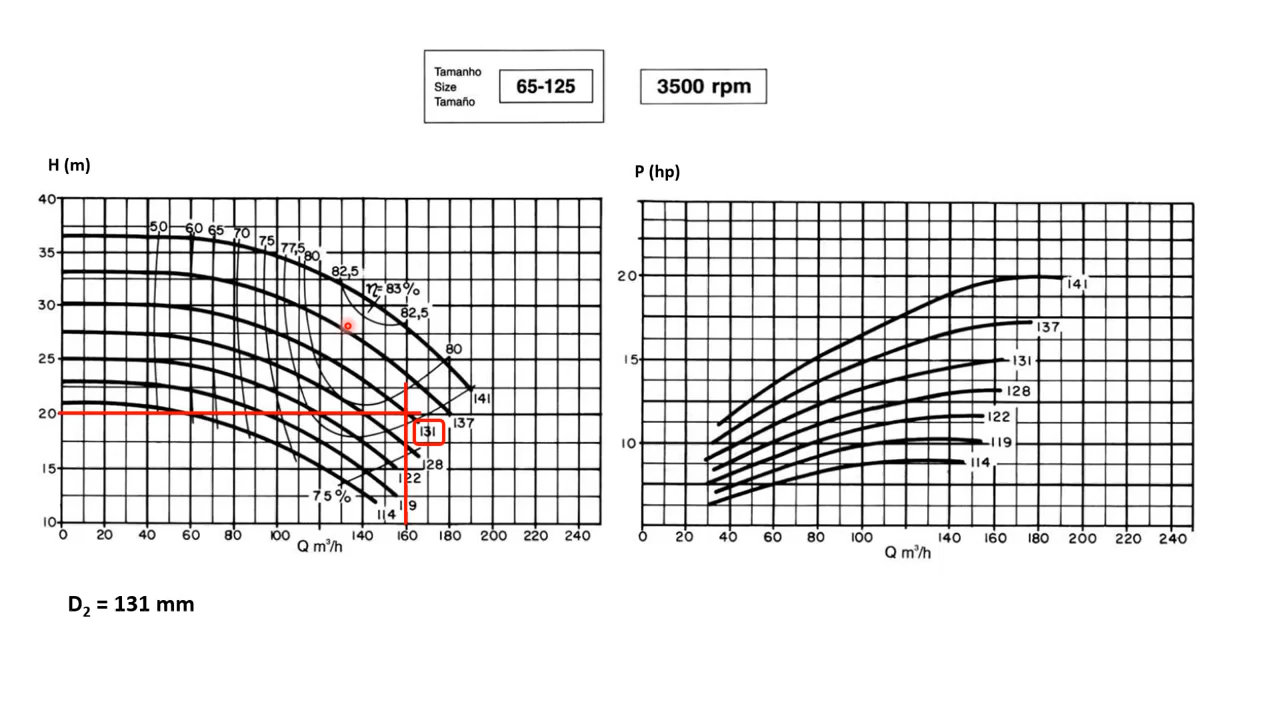 Tamanho
Size
Tamaño
65-125
3500 rpm
H (m)
40
35
30
25
20
15
10
50 60 65 70 75 77,5 80 82,5
η=83%
82,5
80
141
137
131
128
122
119
114
75%
0 20 40 60 80 100 140 160 180 200 220 240
Q m³/h
P (hp)
20
15
10
141
137
131
128
122
119
114
0 20 40 60 80 100 140 160 180 200 220 240
Q m³/h
D₂ = 131 mm